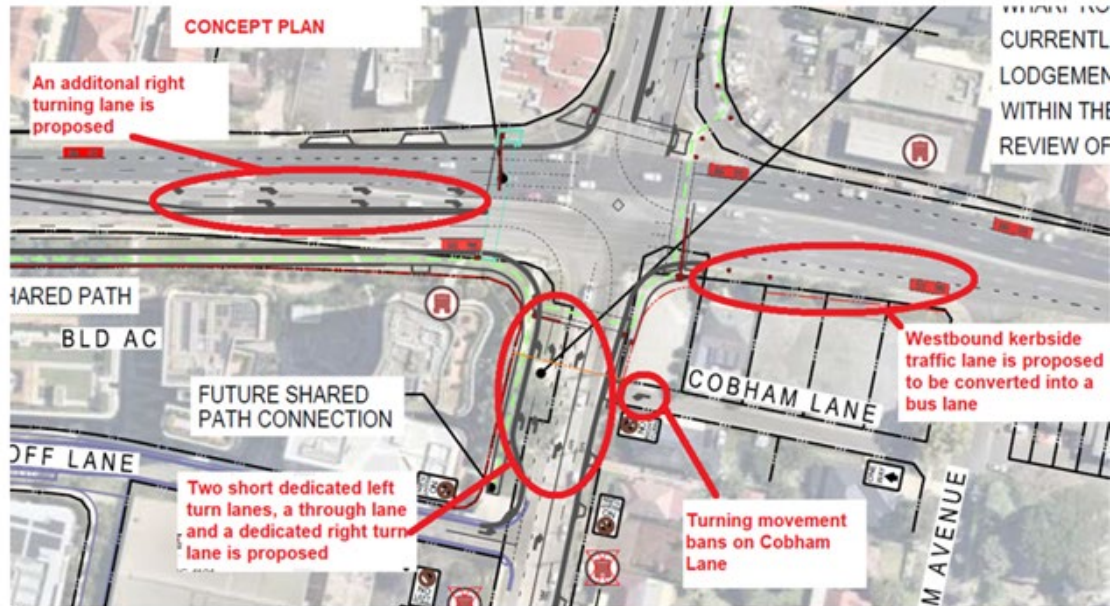 CONCEPT PLAN
CURRENTL
LODGEMEN
WITHIN THE
REVIEW OF
An additonal right
turning lane is
proposed
HARED PATH
BLD AC
FUTURE SHARED
PATH CONNECTION
COBHAM LANE
Westbound kerbside
traffic lane is proposed
to be converted into a
bus lane
OFF LANE
Two short dedicated left
turn lanes, a through lane
and a dedicated right turn
lane is proposed
Turning movement
bans on Cobham
Lane
M AVENUE